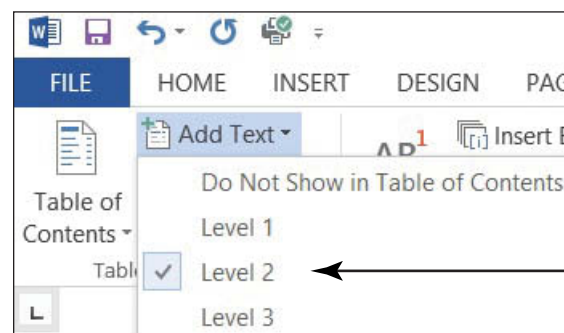 FILE HOME INSERT DESIGN PAG
Add Text
AB1 Insert E
Do Not Show in Table of Contents
Table of
Contents
Level 1
Tabl
Level 2
Level 3